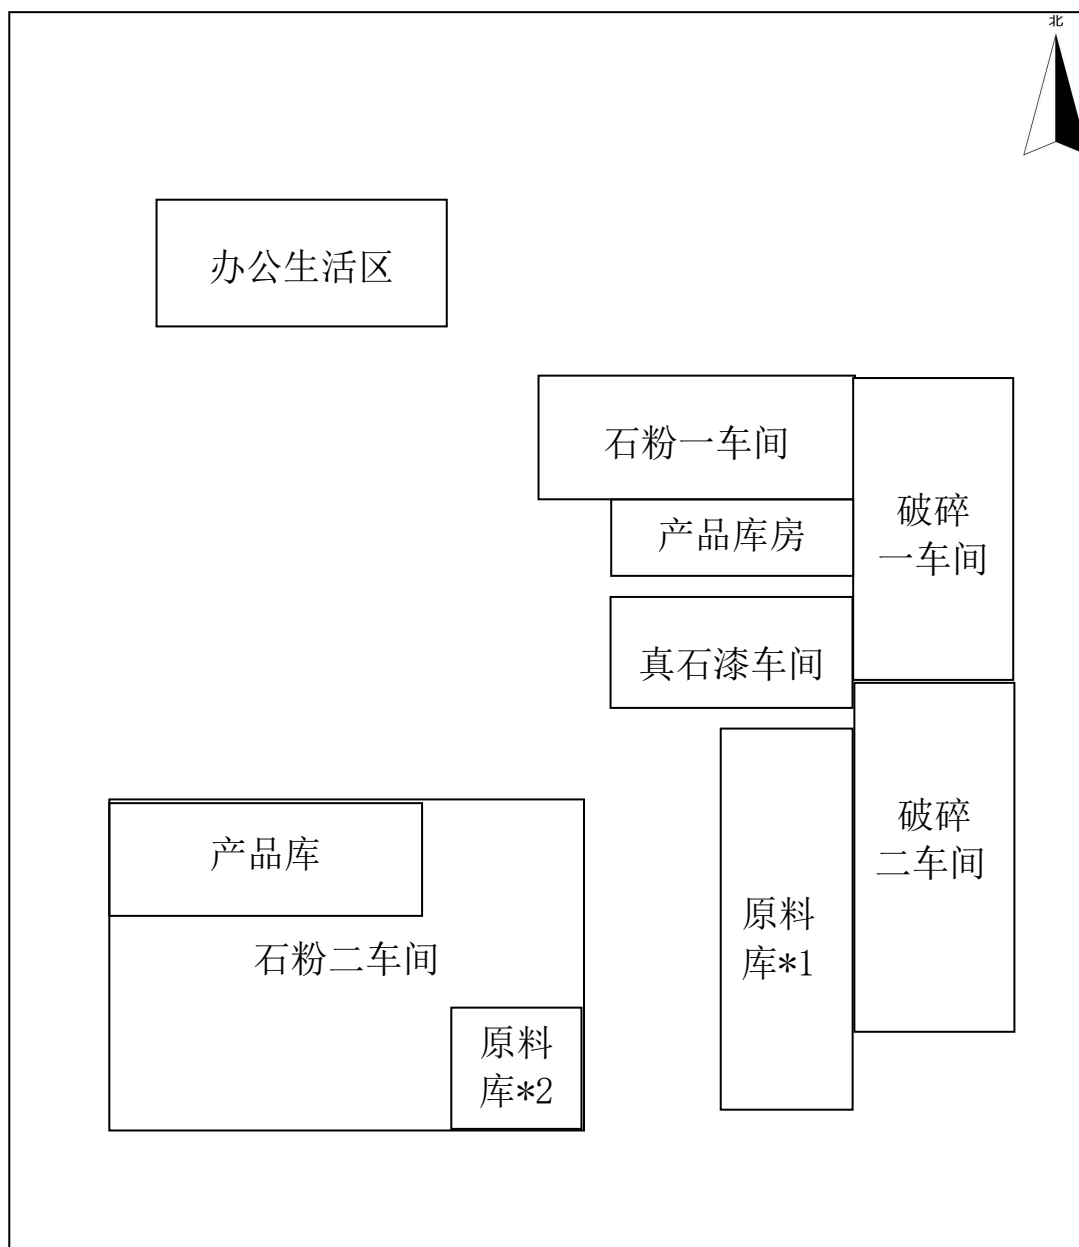 北
办公生活区
石粉一车间
破碎
一车间
产品库房
真石漆车间
破碎
二车间
产品库
原料
库*1
石粉二车间
原料
库*2